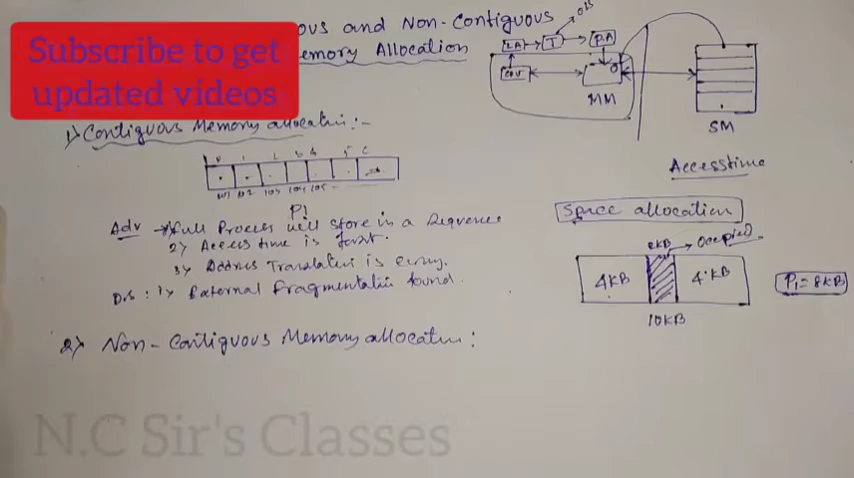 Subscribe to get
updated videos
ous and Non-Contiguous
emory Allocation
OS
LA
T
P.A
CPU
MM
SM
Accesstime
1) Contiguous Memory allocation:-
101 102 103 104 105
P1
Adv → 1) Full Process will store in a Sequence
2) Access time is fast.
3) Address Translation is easy.
Dis: 1) External Fragmentation found.
Space allocation
2KB → Occupied
4KB
4KB
10KB
P1 = 8KB
2) Non-Contiguous Memory allocation:
N.C Sir's Classes